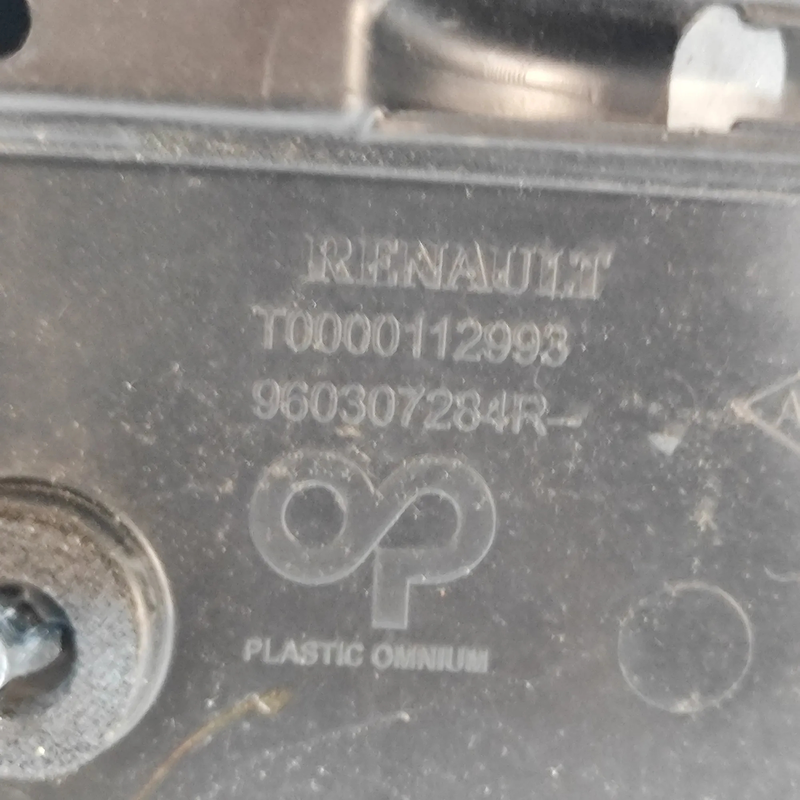 RENAULT
T0000112993
960307284R-
PLASTIC OMNIUM